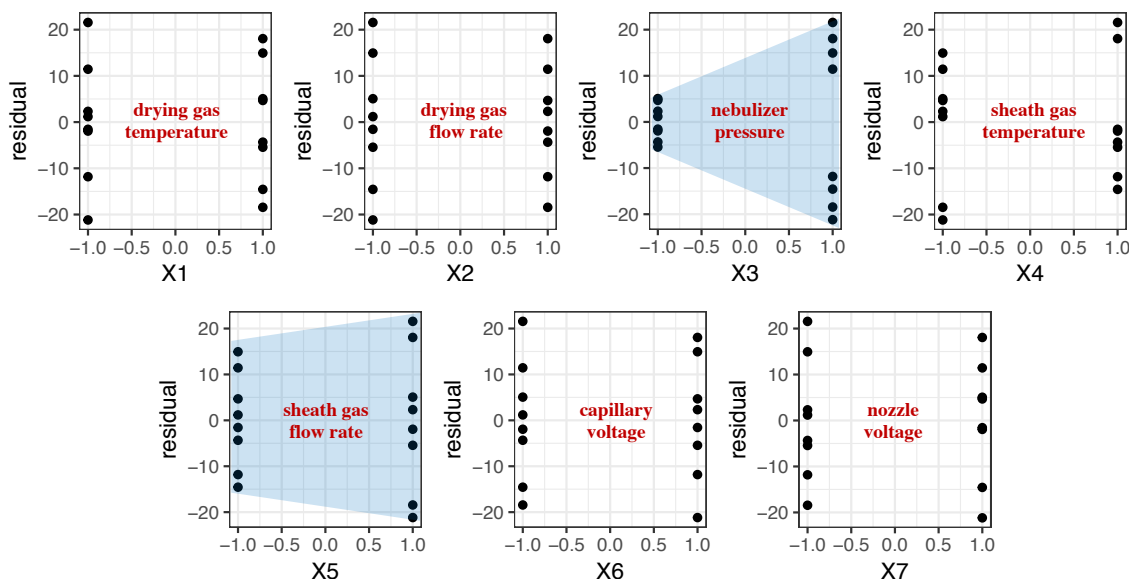 residual
20
10
0
−10
−20
drying gas
temperature
−1.0 −0.5 0.0 0.5 1.0
X1
residual
20
10
0
−10
−20
drying gas
flow rate
−1.0 −0.5 0.0 0.5 1.0
X2
residual
20
10
0
−10
−20
nebulizer
pressure
−1.0 −0.5 0.0 0.5 1.0
X3
residual
20
10
0
−10
−20
sheath gas
temperature
−1.0 −0.5 0.0 0.5 1.0
X4
residual
20
10
0
−10
−20
sheath gas
flow rate
−1.0 −0.5 0.0 0.5 1.0
X5
residual
20
10
0
−10
−20
capillary
voltage
−1.0 −0.5 0.0 0.5 1.0
X6
residual
20
10
0
−10
−20
nozzle
voltage
−1.0 −0.5 0.0 0.5 1.0
X7